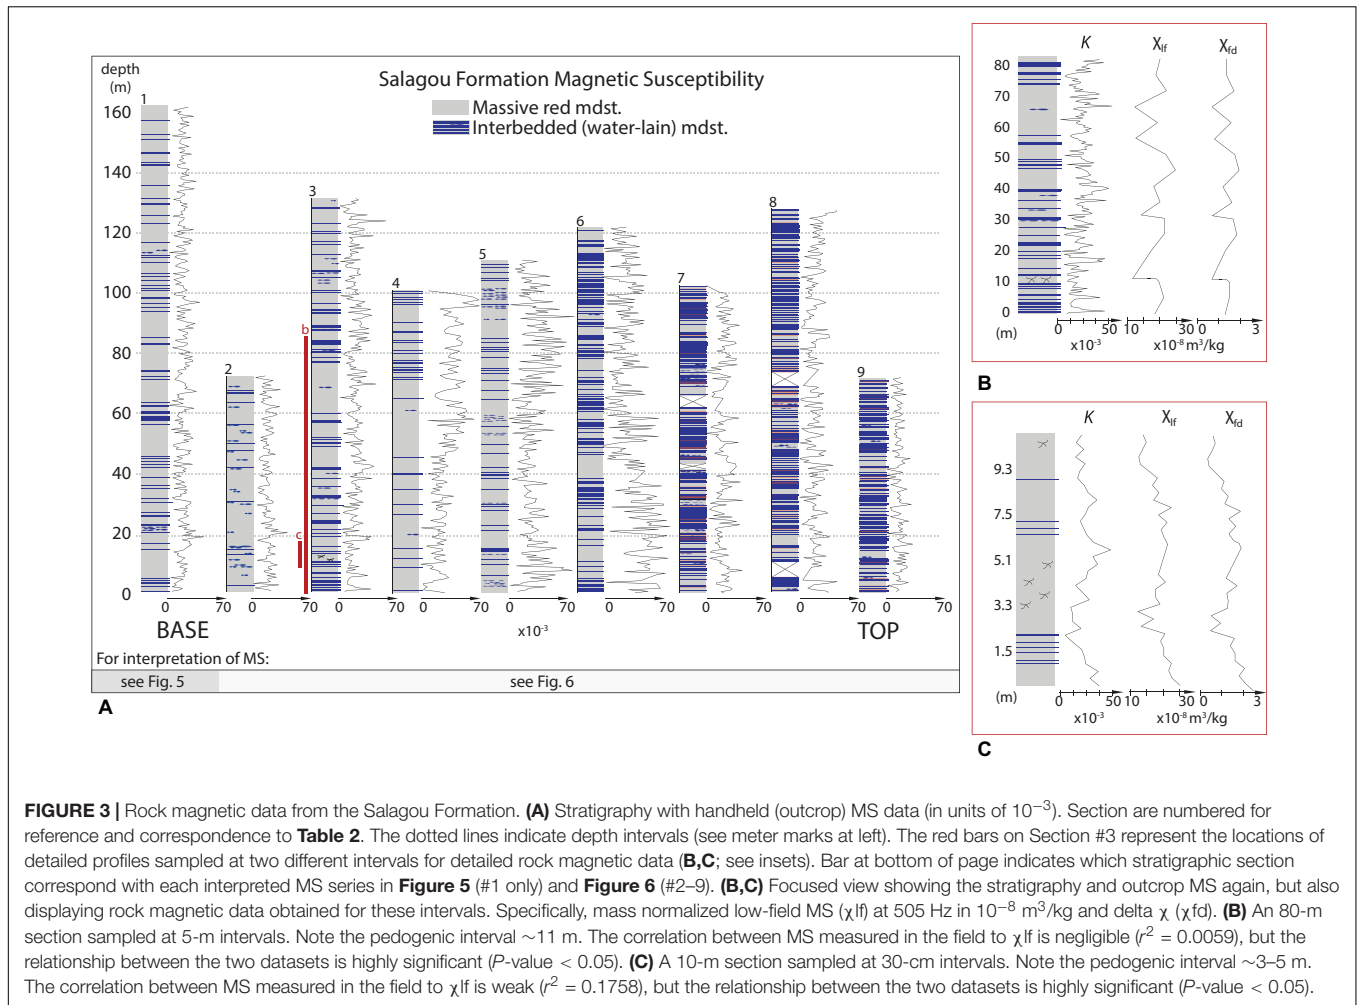 Salagou Formation Magnetic Susceptibility
Massive red mdst.
Interbedded (water-lain) mdst.
depth
(m)
160
140
120
100
80
60
40
20
0
1
2
3
4
5
6
7
8
9
b
c
0 70
0 70
0 70
0 70
0 70
0 70
0 70
0 70
0 70
BASE
x10-3
TOP
For interpretation of MS:
see Fig. 5
see Fig. 6
A
K χlf χfd
80
70
60
50
40
30
20
10
0
(m)
0 50 10 30 0 3
x10-3 x10-8 m3/kg
B
K χlf χfd
9.3
7.5
5.1
3.3
1.5
(m)
0 50 10 30 0 3
x10-3 x10-8 m3/kg
C
FIGURE 3 | Rock magnetic data from the Salagou Formation. (A) Stratigraphy with handheld (outcrop) MS data (in units of 10−3). Section are numbered for
reference and correspondence to Table 2. The dotted lines indicate depth intervals (see meter marks at left). The red bars on Section #3 represent the locations of
detailed profiles sampled at two different intervals for detailed rock magnetic data (B,C; see insets). Bar at bottom of page indicates which stratigraphic section
correspond with each interpreted MS series in Figure 5 (#1 only) and Figure 6 (#2–9). (B,C) Focused view showing the stratigraphy and outcrop MS again, but also
displaying rock magnetic data obtained for these intervals. Specifically, mass normalized low-field MS (χlf) at 505 Hz in 10−8 m3/kg and delta χ (χfd). (B) An 80-m
section sampled at 5-m intervals. Note the pedogenic interval ∼11 m. The correlation between MS measured in the field to χlf is negligible (r2 = 0.0059), but the
relationship between the two datasets is highly significant (P-value < 0.05). (C) A 10-m section sampled at 30-cm intervals. Note the pedogenic interval ∼3–5 m.
The correlation between MS measured in the field to χlf is weak (r2 = 0.1758), but the relationship between the two datasets is highly significant (P-value < 0.05).